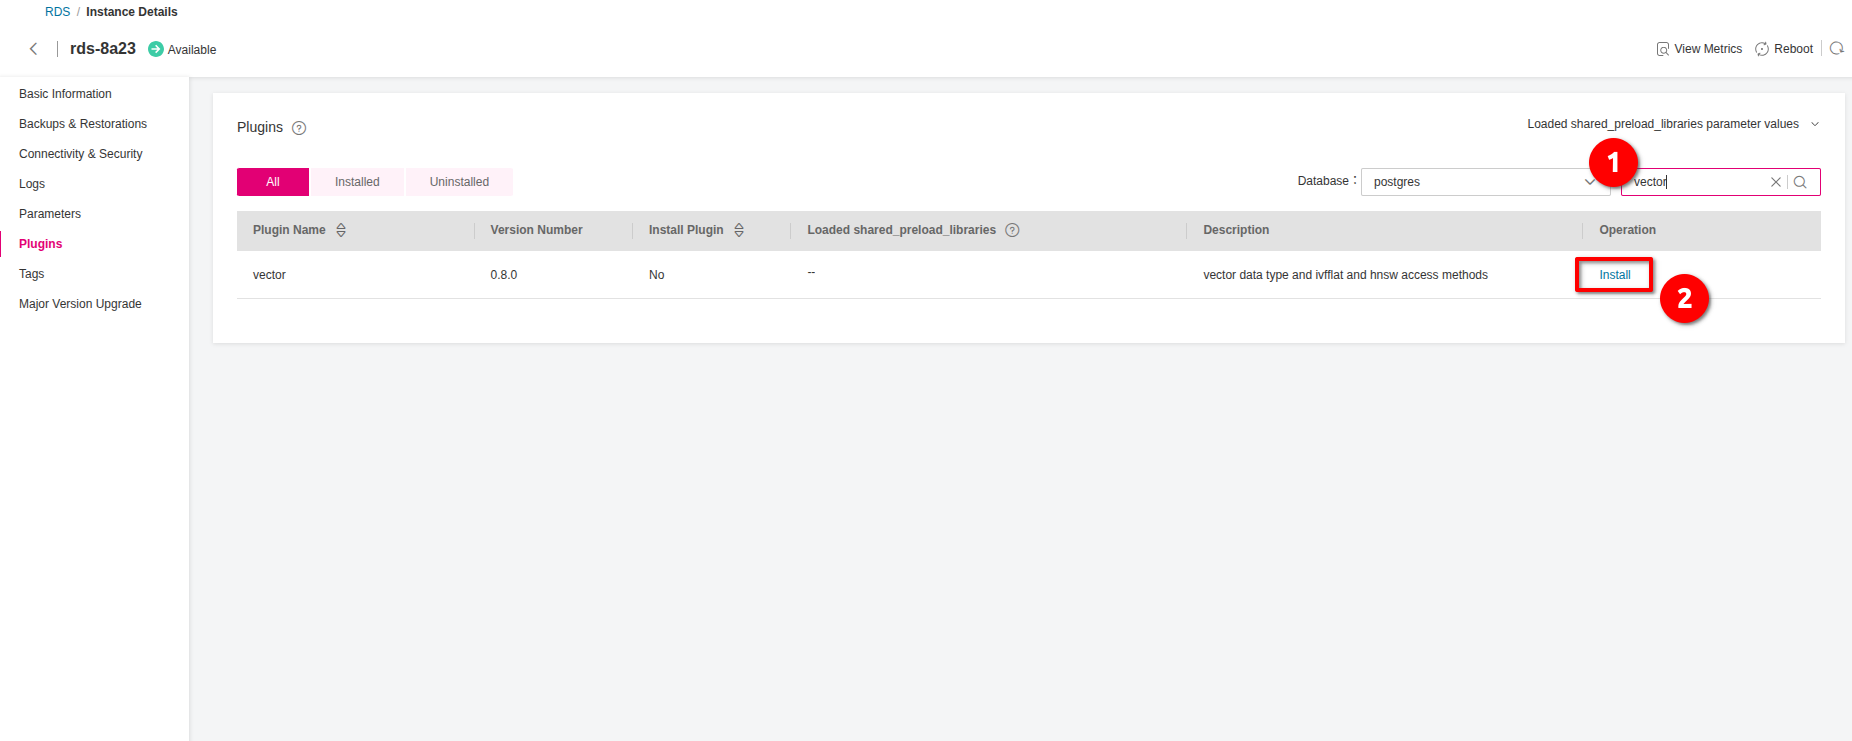 RDS / Instance Details
rds-8a23 Available
View Metrics Reboot
Basic Information
Backups & Restorations
Connectivity & Security
Logs
Parameters
Plugins
Tags
Major Version Upgrade
Plugins ?
Loaded shared_preload_libraries parameter values
1
All Installed Uninstalled
Database : postgres vector
Plugin Name Version Number Install Plugin Loaded shared_preload_libraries ? Description Operation
vector 0.8.0 No -- vector data type and ivfflat and hnsw access methods Install
2